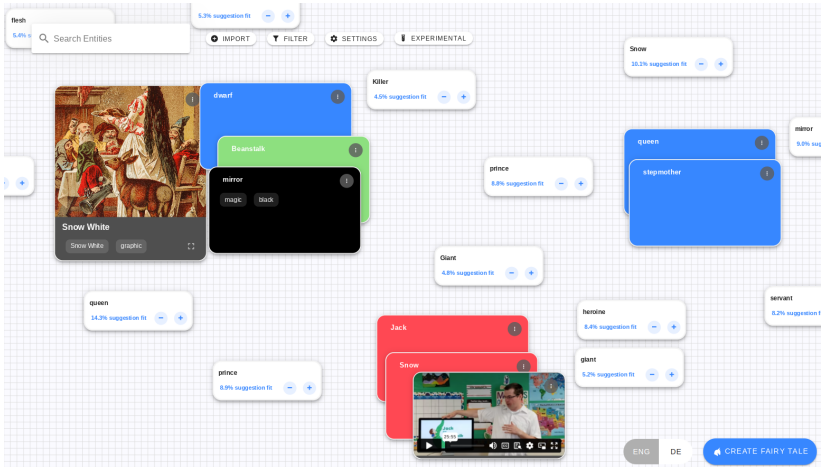 flesh
5.4% s
5.3% suggestion fit
Search Entities
IMPORT
FILTER
SETTINGS
EXPERIMENTAL
Snow
10.1% suggestion fit
Killer
4.5% suggestion fit
dwarf
Beanstalk
mirror
magic
black
Snow White
Snow White
graphic
prince
8.8% suggestion fit
queen
stepmother
mirror
9.0% sug
Giant
4.8% suggestion fit
queen
14.3% suggestion fit
prince
8.9% suggestion fit
Jack
Snow
Jack
25:55
heroine
8.4% suggestion fit
giant
5.2% suggestion fit
servant
8.2% suggestion f
ENG
DE
CREATE FAIRY TALE